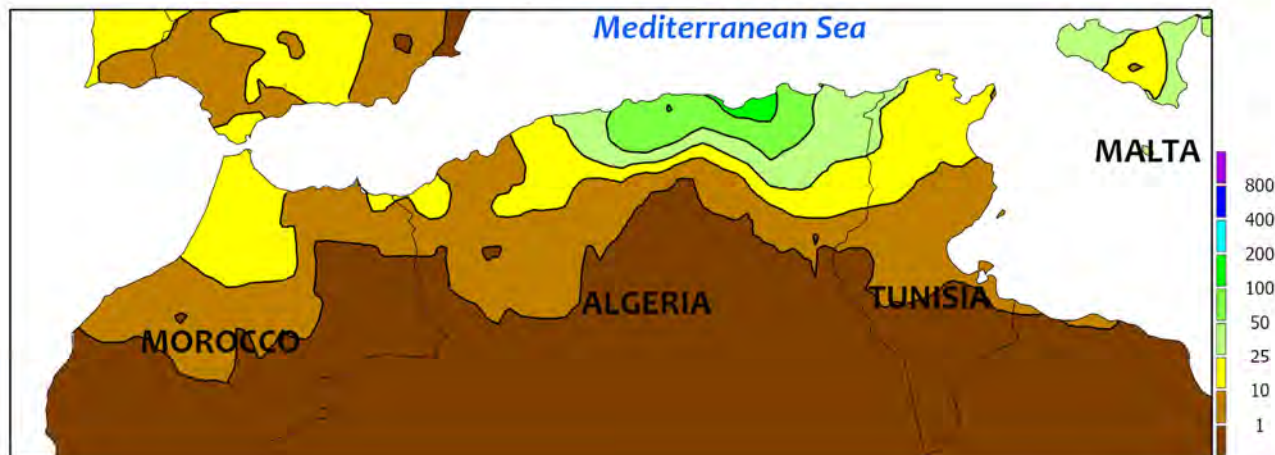 Mediterranean Sea
MALTA
800
400
200
100
50
25
10
1
ALGERIA
TUNISIA
MOROCCO